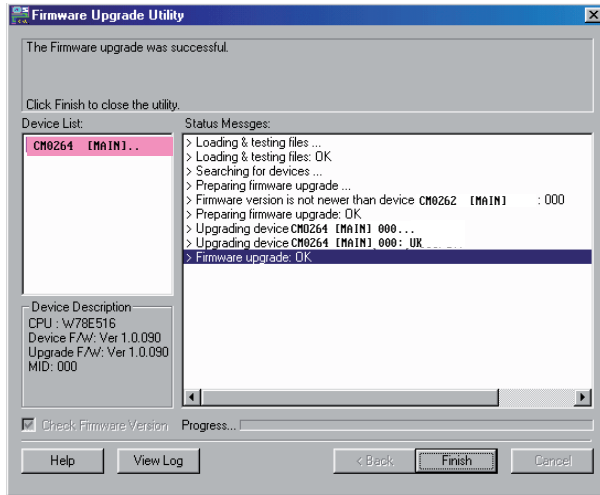 Firmware Upgrade Utility
The Firmware upgrade was successful.
Click Finish to close the utility.
Device List:
Status Messges:
CM0264 [MAIN]..
> Loading & testing files ...
> Loading & testing files: OK
> Searching for devices ...
> Preparing firmware upgrade ...
> Firmware version is not newer than device CM0262 [MAIN] : 000
> Preparing firmware upgrade: OK
> Upgrading device CM0264 [MAIN] 000...
> Upgrading device CM0264 [MAIN] 000: UK
> Firmware upgrade: OK
Device Description
CPU : W78E516
Device F/W: Ver 1.0.090
Upgrade F/W: Ver 1.0.090
MID: 000
Check Firmware Version
Progress...
Help
View Log
< Back
Finish
Cancel